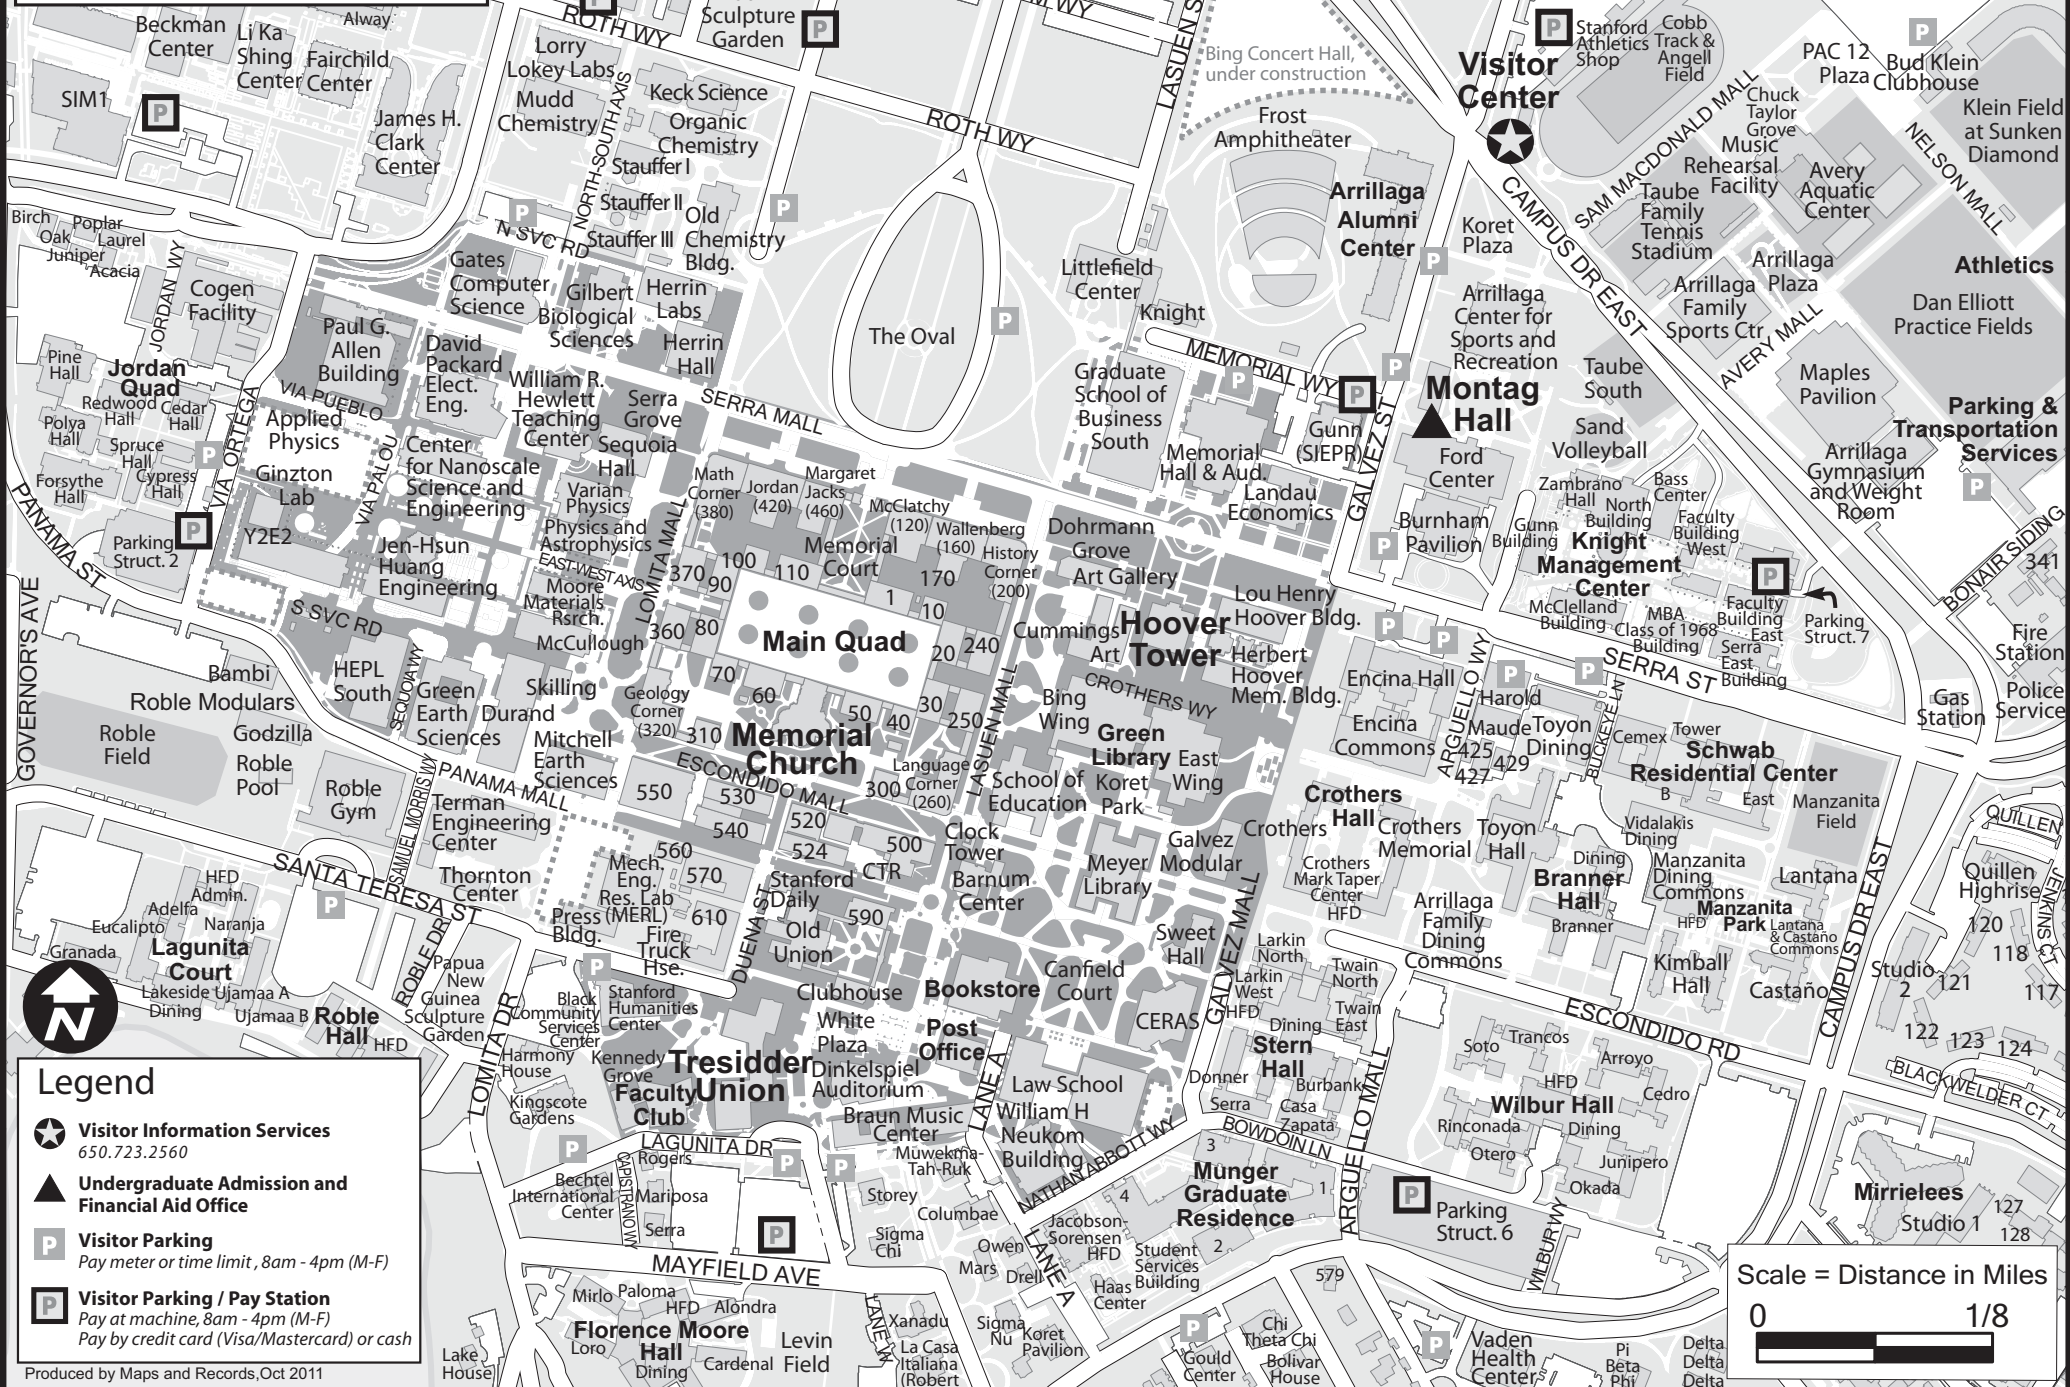 Beckman
Center
Li Ka
Shing
Center
Fairchild
Center
Alway
SIM1
P
James H.
Clark
Center
ROTH WY
Lorry
Lokey Labs
Mudd
Chemistry
NORTH-SOUTH AXIS
Sculpture
Garden
P
Keck Science
Organic
Chemistry
Stauffer I
Stauffer II
Stauffer III
Old
Chemistry
Bldg.
P
ROTH WY
LASUEN S
Bing Concert Hall,
under construction
Frost
Amphitheater
Visitor
Center
P
Stanford
Athletics
Shop
Cobb
Track &
Angell
Field
PAC 12
Plaza
P
Bud Klein
Clubhouse
Klein Field
at Sunken
Diamond
SAM MACDONALD MALL
Chuck
Taylor
Grove
Music
Rehearsal
Facility
NELSON MALL
Avery
Aquatic
Center
Taube
Family
Tennis
Stadium
Arrillaga
Alumni
Center
P
Koret
Plaza
CAMPUS DR EAST
Arrillaga
Plaza
Arrillaga
Family
Sports Ctr
AVERY MALL
Athletics
Dan Elliott
Practice Fields
Birch
Poplar
Oak
Laurel
Juniper
Acacia
JORDAN WY
Cogen
Facility
P
N SVC RD
Gates
Computer
Science
Gilbert
Biological
Sciences
Herrin
Labs
Herrin
Hall
The Oval
P
Littlefield
Center
Knight
MEMORIAL WY
P
P
P
Arrillaga
Center for
Sports and
Recreation
Montag
Hall
Taube
South
Maples
Pavilion
Parking &
Transportation
Services
P
Pine
Hall
Jordan
Quad
Redwood
Hall
Cedar
Hall
Polya
Hall
Spruce
Hall
Cypress
Hall
Forsythe
Hall
P
VIA ORTEGA
Paul G.
Allen
Building
VIA PUEBLO
Applied
Physics
Ginzton
Lab
VIA PALOU
Y2E2
David
Packard
Elect.
Eng.
William R.
Hewlett
Teaching
Center
Serra
Grove
Sequoia
Hall
Center
for Nanoscale
Science and
Engineering
Varian
Physics
Physics and
Astrophysics
EAST-WEST AXIS
Moore
Materials
Rsrch.
McCullough
Jen-Hsun
Huang
Engineering
SERRA MALL
LOMITA MALL
Math
Corner
(380)
Jordan
(420)
Margaret
Jacks
(460)
McClatchy
(120)
Wallenberg
(160)
History
Corner
(200)
Memorial
Court
100
110
370
90
170
1
10
360
80
Main Quad
20
240
70
60
30
250
50
40
Geology
Corner
(320)
310
Memorial
Church
Language
Corner
(260)
300
ESCONDIDO MALL
LASUEN MALL
Graduate
School of
Business
South
Memorial
Hall & Aud.
Gunn
(SIEPR)
Landau
Economics
GALVEZ ST
Ford
Center
Burnham
Pavilion
P
Sand
Volleyball
Zambrano
Hall
North
Building
Bass
Center
Gunn
Building
Faculty
Building
West
Knight
Management
Center
P
McClelland
Building
MBA
Class of 1968
Building
Faculty
Building
East
Serra
East
Building
Parking
Struct. 7
Arrillaga
Gymnasium
and Weight
Room
BONAIR SIDING
341
Fire
Station
Police
Service
Gas
Station
Dohrmann
Grove
Art Gallery
Cummings
Art
Hoover
Tower
Lou Henry
Hoover Bldg.
Herbert
Hoover
Mem. Bldg.
CROTHERS WY
Bing
Wing
Green
Library
East
Wing
Koret
Park
School of
Education
P
P
P
P
SERRA ST
Encina Hall
Encina
Commons
ARGUELLO WY
Harold
Maude
425
427
429
Toyon
Dining
BUCKEYE LN
Cemex
Tower
Schwab
Residential Center
B
East
Manzanita
Field
PANAMA ST
GOVERNOR'S AVE
Parking
Struct. 2
P
S SVC RD
HEPL
South
SEQUOIA WY
Green
Earth
Sciences
Durand
Skilling
Mitchell
Earth
Sciences
Bambi
Roble Modulars
Roble
Field
Godzilla
Roble
Pool
Roble
Gym
SAMUEL MORRIS WY
PANAMA MALL
Terman
Engineering
Center
Thornton
Center
550
530
540
520
524
500
560
570
610
590
CTR
Mech.
Eng.
Res. Lab
(MERL)
Press
Bldg.
Fire
Truck
Hse.
Stanford
Daily
Old
Union
DUENA ST
Clock
Tower
Barnum
Center
Meyer
Library
Galvez
Modular
Sweet
Hall
GALVEZ MALL
Canfield
Court
CERAS
Crothers
Hall
Crothers
Crothers
Memorial
Toyon
Hall
Crothers
Mark Taper
Center
HFD
Arrillaga
Family
Dining
Commons
Vidalakis
Dining
Dining
Branner
Hall
Branner
Manzanita
Dining
Commons
HFD
Manzanita
Park
Lantana
Lantana
& Castaño
Commons
Kimball
Hall
Castaño
CAMPUS DR EAST
QUILLEN
Quillen
Highrise
JENKINS CT
120
118
121
117
Studio
2
122
123
124
BLACKWELDER CT
SANTA TERESA ST
P
HFD
Admin.
Adelfa
Eucalipto
Naranja
Granada
Lagunita
Court
Lakeside
Dining
Ujamaa A
Ujamaa B
Roble
Hall
HFD
ROBLE DR
Papua
New
Guinea
Sculpture
Garden
LOMITA DR
P
Black
Community
Services
Center
Stanford
Humanities
Center
Harmony
House
Kingscote
Gardens
Kennedy
Grove
Faculty
Club
Tresidder
Union
Clubhouse
White
Plaza
Dinkelspiel
Auditorium
Braun Music
Center
Bookstore
Post
Office
LANE A
Law School
William H
Neukom
Building
NATHAN ABBOTT WY
Larkin
North
Larkin
West
HFD
Twain
North
Twain
East
Dining
Stern
Hall
Donner
Serra
Burbank
Casa
Zapata
ARGUELLO MALL
BOWDOIN LN
ESCONDIDO RD
Soto
Trancos
Arroyo
Cedro
HFD
Wilbur Hall
Rinconada
Dining
Otero
Junipero
Okada
WILBUR WY
P
Parking
Struct. 6
Mirrielees
Studio 1
127
128
P
LAGUNITA DR
P
P
Rogers
CAPISTRANO WY
Bechtel
International
Center
Mariposa
Serra
P
MAYFIELD AVE
Muwekma-
Tah-Ruk
Storey
Columbae
Sigma
Chi
Owen
Mars
Drell
LANE A
Jacobson-
Sorensen
HFD
Haas
Center
Student
Services
Building
3
4
Munger
Graduate
Residence
1
2
579
Mirlo
Paloma
HFD
Alondra
Florence Moore
Hall
Loro
Dining
Cardenal
Levin
Field
Lake
House
LANE W
Xanadu
La Casa
Italiana
(Robert
Sigma
Nu
Koret
Pavilion
P
Gould
Center
Chi
Theta Chi
Bolivar
House
P
Vaden
Health
Center
Pi
Beta
Phi
Delta
Delta
Delta
N
Legend
Visitor Information Services
650.723.2560
Undergraduate Admission and
Financial Aid Office
P
Visitor Parking
Pay meter or time limit , 8am - 4pm (M-F)
P
Visitor Parking / Pay Station
Pay at machine, 8am - 4pm (M-F)
Pay by credit card (Visa/Mastercard) or cash
Produced by Maps and Records,Oct 2011
Scale = Distance in Miles
0
1/8